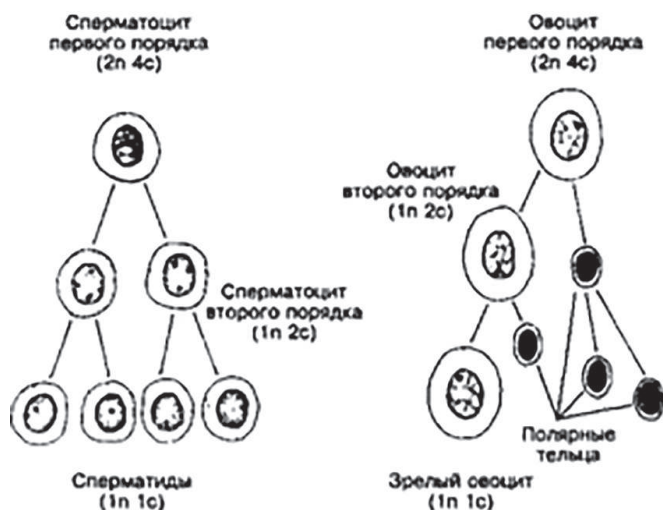 Сперматоцит
первого порядка
(2n 4c)
Овоцит
первого порядка
(2n 4c)
Овоцит
второго порядка
(1n 2c)
Сперматоцит
второго порядка
(1n 2c)
Полярные
тельца
Сперматиды
(1n 1c)
Зрелый овоцит
(1n 1c)